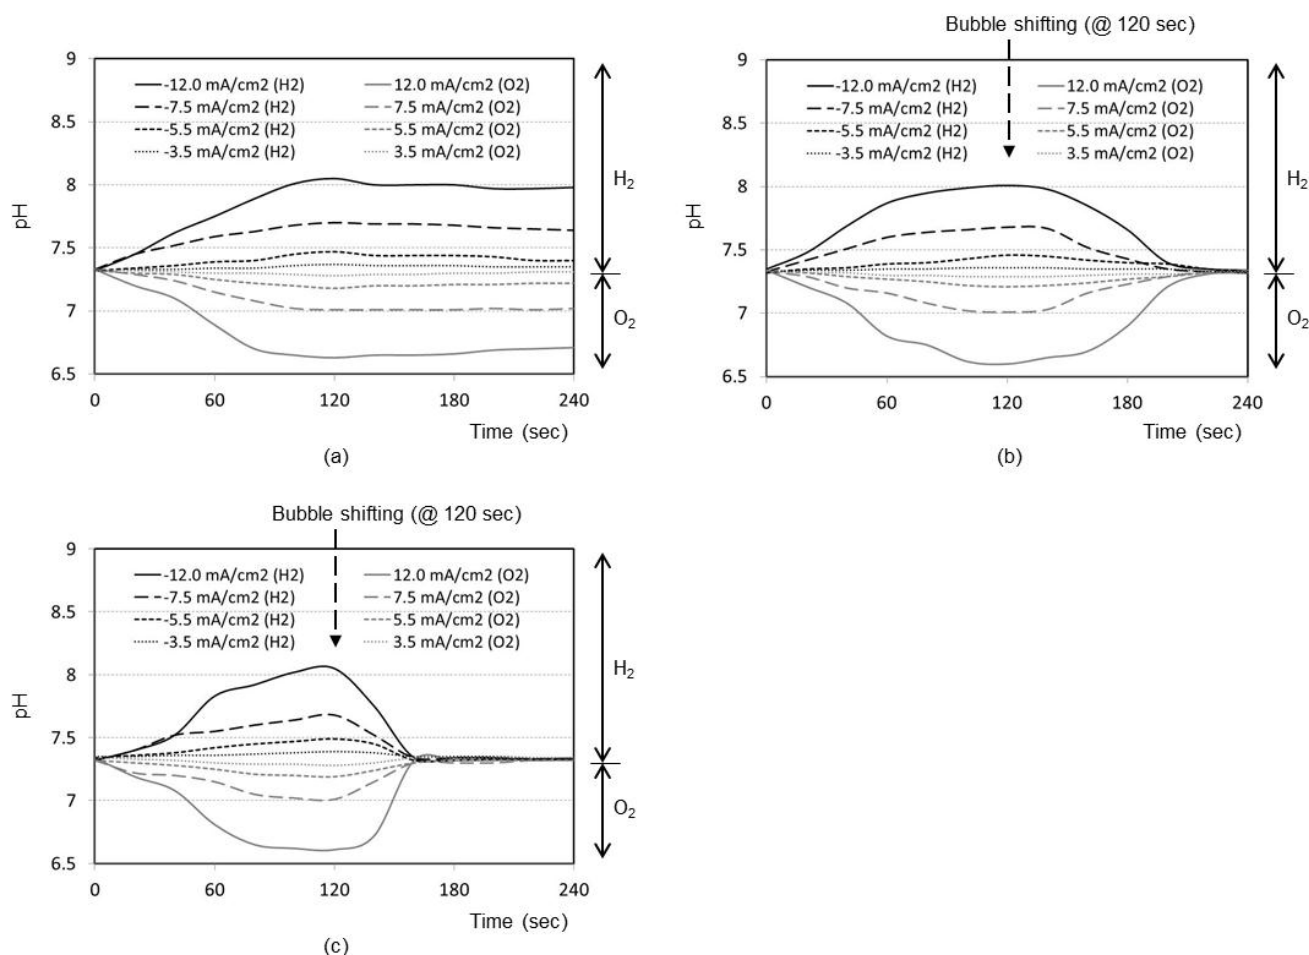 9
8.5
8
7.5
7
6.5
pH
-12.0 mA/cm2 (H2)
12.0 mA/cm2 (O2)
-7.5 mA/cm2 (H2)
7.5 mA/cm2 (O2)
-5.5 mA/cm2 (H2)
5.5 mA/cm2 (O2)
-3.5 mA/cm2 (H2)
3.5 mA/cm2 (O2)
H2
O2
0 60 120 180 240
Time (sec)
(a)
Bubble shifting (@ 120 sec)
9
8.5
8
7.5
7
6.5
pH
-12.0 mA/cm2 (H2)
12.0 mA/cm2 (O2)
-7.5 mA/cm2 (H2)
7.5 mA/cm2 (O2)
-5.5 mA/cm2 (H2)
5.5 mA/cm2 (O2)
-3.5 mA/cm2 (H2)
3.5 mA/cm2 (O2)
H2
O2
0 60 120 180 240
Time (sec)
(b)
Bubble shifting (@ 120 sec)
9
8.5
8
7.5
7
6.5
pH
-12.0 mA/cm2 (H2)
12.0 mA/cm2 (O2)
-7.5 mA/cm2 (H2)
7.5 mA/cm2 (O2)
-5.5 mA/cm2 (H2)
5.5 mA/cm2 (O2)
-3.5 mA/cm2 (H2)
3.5 mA/cm2 (O2)
H2
O2
0 60 120 180 240
Time (sec)
(c)